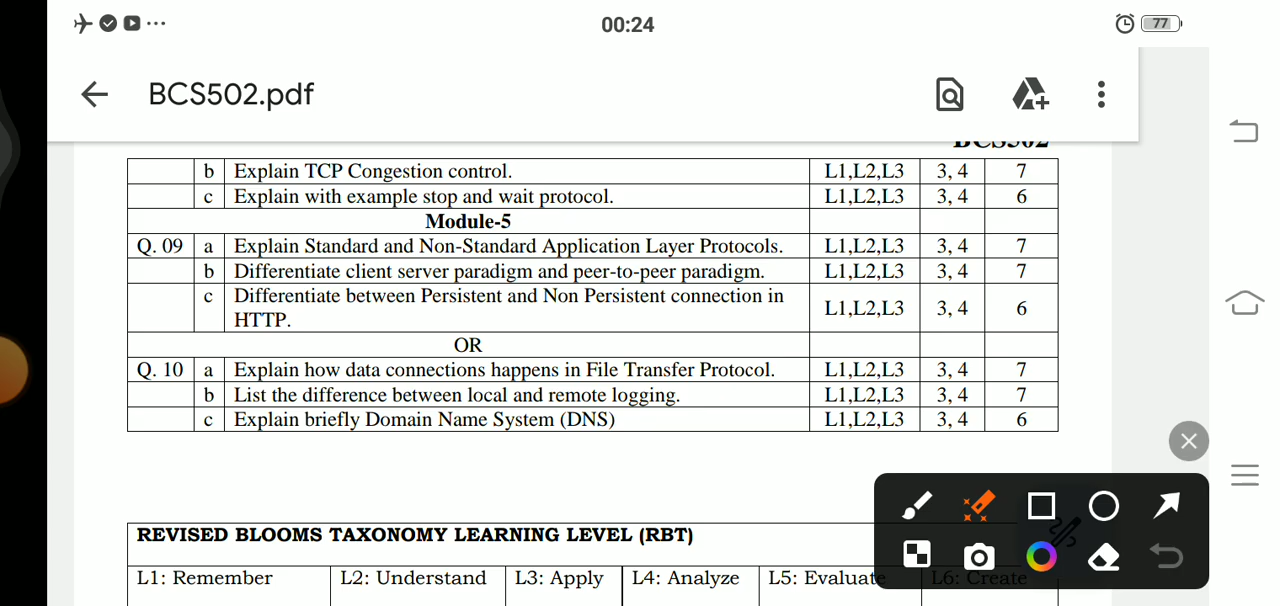 00:24
77
BCS502.pdf
BCS502
b Explain TCP Congestion control. L1,L2,L3 3, 4 7
c Explain with example stop and wait protocol. L1,L2,L3 3, 4 6
Module-5
Q. 09 a Explain Standard and Non-Standard Application Layer Protocols. L1,L2,L3 3, 4 7
b Differentiate client server paradigm and peer-to-peer paradigm. L1,L2,L3 3, 4 7
c Differentiate between Persistent and Non Persistent connection in
HTTP. L1,L2,L3 3, 4 6
OR
Q. 10 a Explain how data connections happens in File Transfer Protocol. L1,L2,L3 3, 4 7
b List the difference between local and remote logging. L1,L2,L3 3, 4 7
c Explain briefly Domain Name System (DNS) L1,L2,L3 3, 4 6
REVISED BLOOMS TAXONOMY LEARNING LEVEL (RBT)
L1: Remember L2: Understand L3: Apply L4: Analyze L5: Evaluate L6: Create